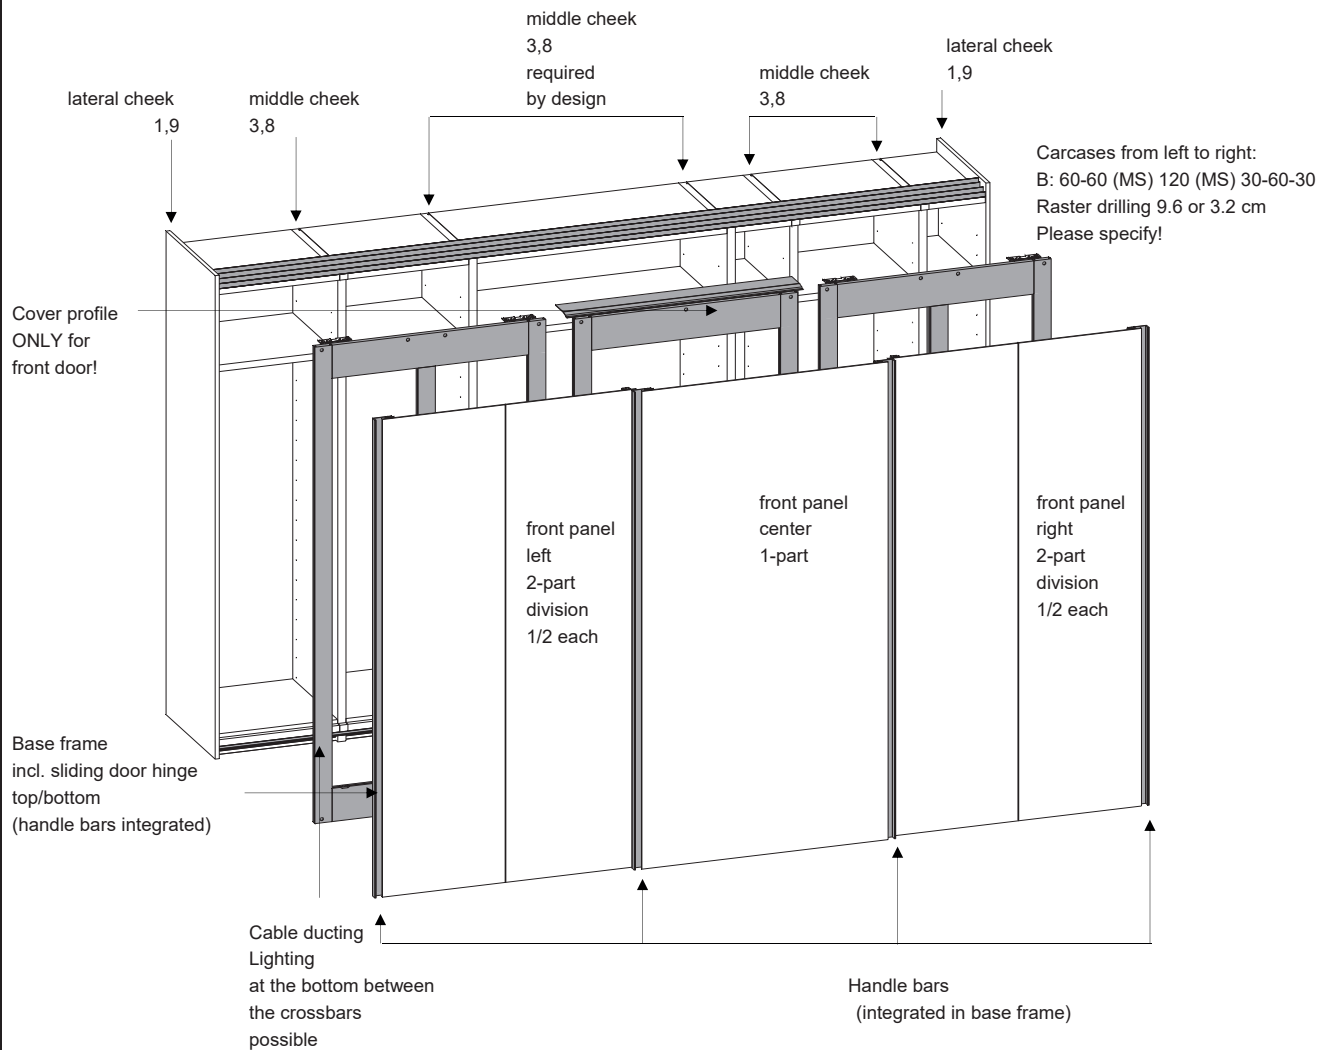 middle cheek
3,8
required
by design
lateral cheek
1,9
middle cheek
3,8
lateral cheek
1,9
middle cheek
3,8
Carcases from left to right:
B: 60-60 (MS) 120 (MS) 30-60-30
Raster drilling 9.6 or 3.2 cm
Please specify!
Cover profile
ONLY for
front door!
front panel
left
2-part
division
1/2 each
front panel
center
1-part
front panel
right
2-part
division
1/2 each
Base frame
incl. sliding door hinge
top/bottom
(handle bars integrated)
Cable ducting
Lighting
at the bottom between
the crossbars
possible
Handle bars
(integrated in base frame)